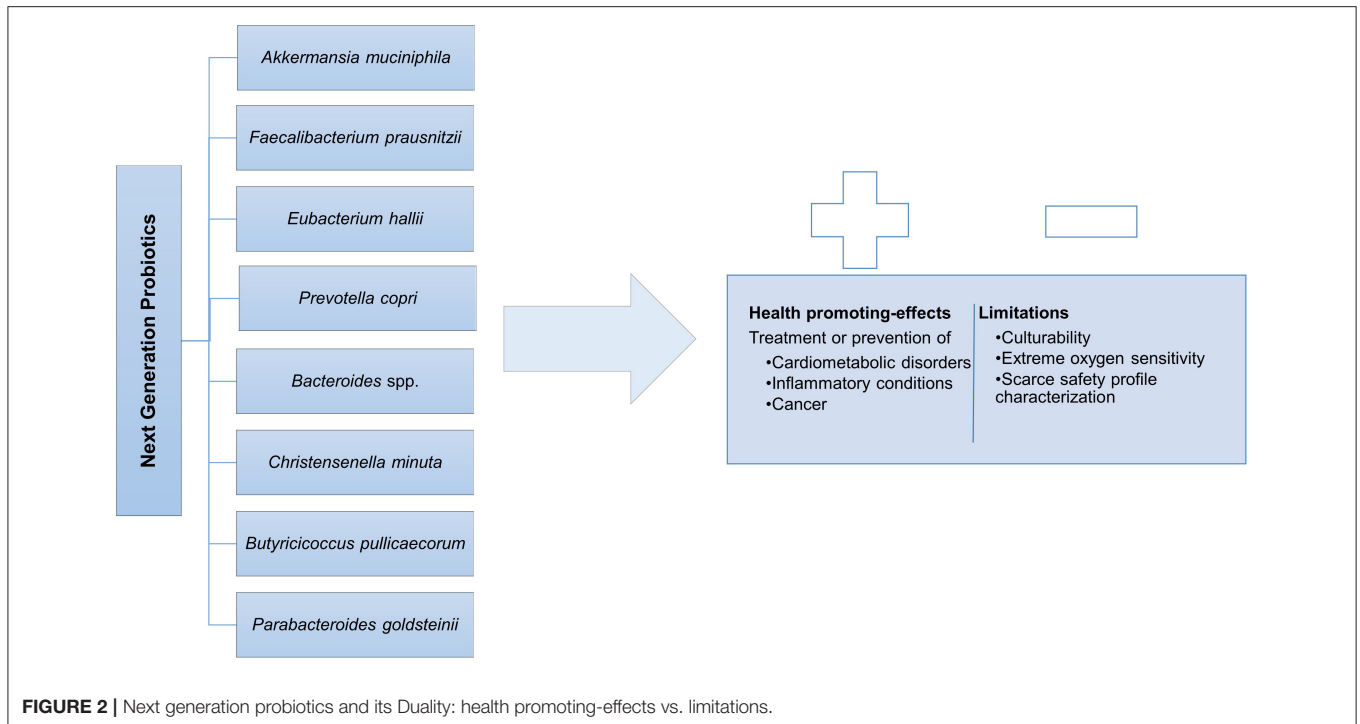 Next Generation Probiotics
Akkermansia muciniphila
Faecalibacterium prausnitzii
Eubacterium hallii
Prevotella copri
Bacteroides spp.
Christensenella minuta
Butyricicoccus pullicaecorum
Parabacteroides goldsteinii
Health promoting-effects
Treatment or prevention of
•Cardiometabolic disorders
•Inflammatory conditions
•Cancer
Limitations
•Culturability
•Extreme oxygen sensitivity
•Scarce safety profile
characterization
FIGURE 2 | Next generation probiotics and its Duality: health promoting-effects vs. limitations.